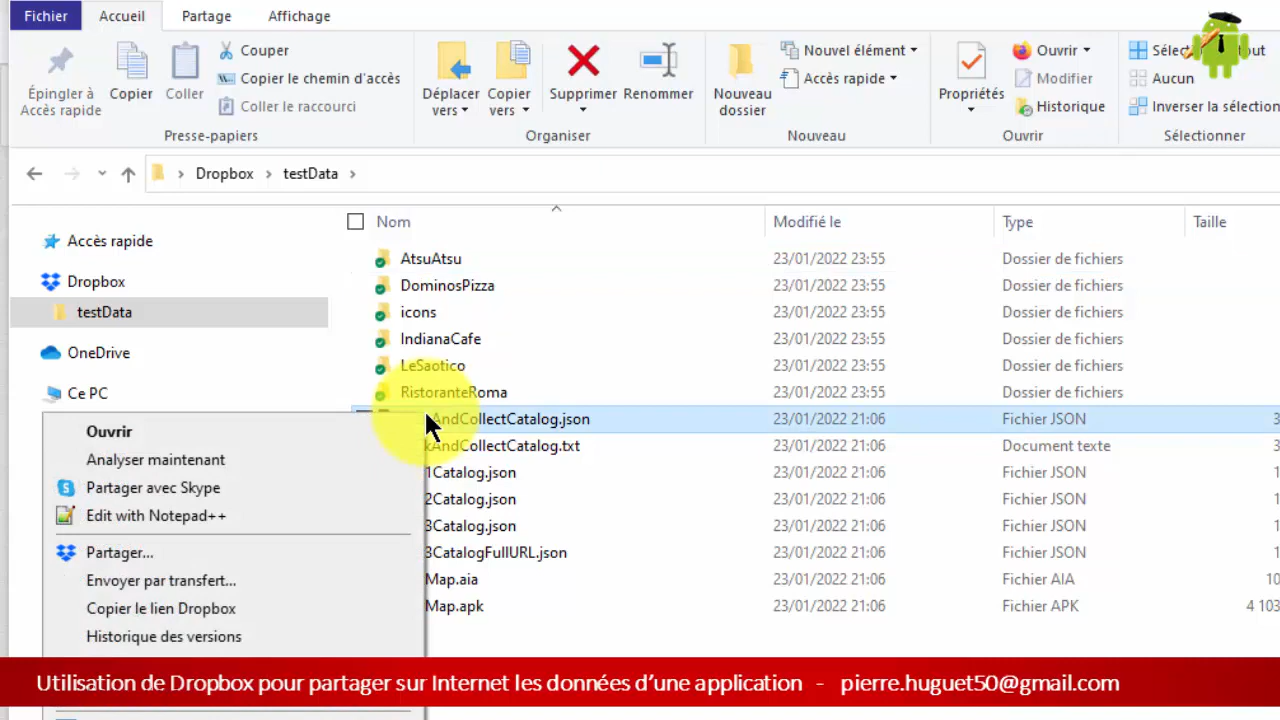 Fichier Accueil Partage Affichage
Épingler à Accès rapide
Copier
Coller
Couper
Copier le chemin d'accès
Coller le raccourci
Presse-papiers
Déplacer vers
Copier vers
Supprimer
Renommer
Organiser
Nouveau dossier
Nouvel élément
Accès rapide
Nouveau
Propriétés
Ouvrir
Modifier
Historique
Ouvrir
Aucun
Inverser la sélection
Sélectionner
Dropbox > testData >
Nom Modifié le Type Taille
Accès rapide
Dropbox
testData
OneDrive
Ce PC
AtsuAtsu 23/01/2022 23:55 Dossier de fichiers
DominosPizza 23/01/2022 23:55 Dossier de fichiers
icons 23/01/2022 23:55 Dossier de fichiers
IndianaCafe 23/01/2022 23:55 Dossier de fichiers
LeSaotico 23/01/2022 23:55 Dossier de fichiers
RistoranteRoma 23/01/2022 23:55 Dossier de fichiers
AndCollectCatalog.json 23/01/2022 21:06 Fichier JSON 3
kAndCollectCatalog.txt 23/01/2022 21:06 Document texte 3
1Catalog.json 23/01/2022 21:06 Fichier JSON 1
2Catalog.json 23/01/2022 21:06 Fichier JSON 1
3Catalog.json 23/01/2022 21:06 Fichier JSON 1
3CatalogFullURL.json 23/01/2022 21:06 Fichier JSON 1
Map.aia 23/01/2022 21:06 Fichier AIA 10
Map.apk 23/01/2022 21:06 Fichier APK 4 103
Ouvrir
Analyser maintenant
Partager avec Skype
Edit with Notepad++
Partager...
Envoyer par transfert...
Copier le lien Dropbox
Historique des versions
Utilisation de Dropbox pour partager sur Internet les données d'une application - pierre.huguet50@gmail.com